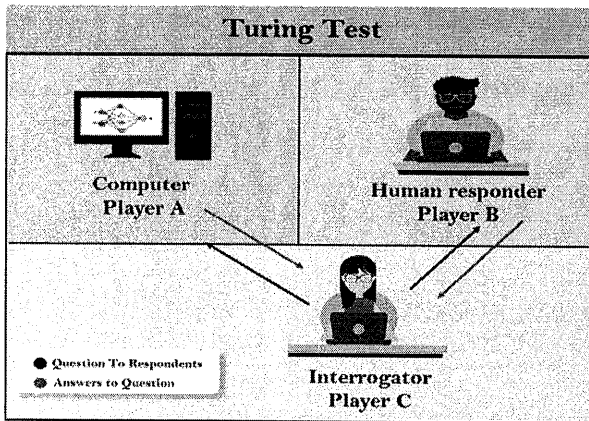 Turing Test
Computer
Player A
Human responder
Player B
Question To Respondents
Answers to Question
Interrogator
Player C